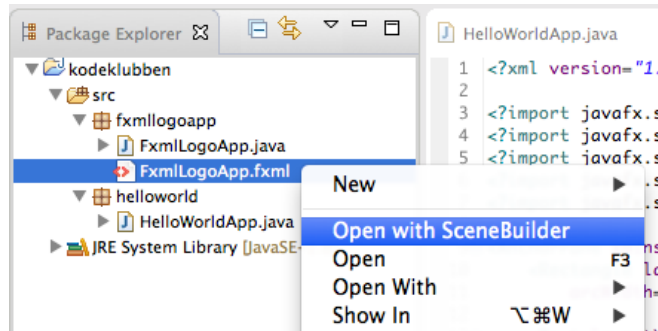 Package Explorer
HelloWorldApp.java
kodeklubben
src
fxmllogoapp
FxmlLogoApp.java
FxmlLogoApp.fxml
helloworld
HelloWorldApp.java
JRE System Library [JavaSE-
1 <?xml version="1.
2
3 <?import javafx.s
4 <?import javafx.s
5 <?import javafx.s
New
Open with SceneBuilder
Open F3
Open With
Show In ⌥⌘W